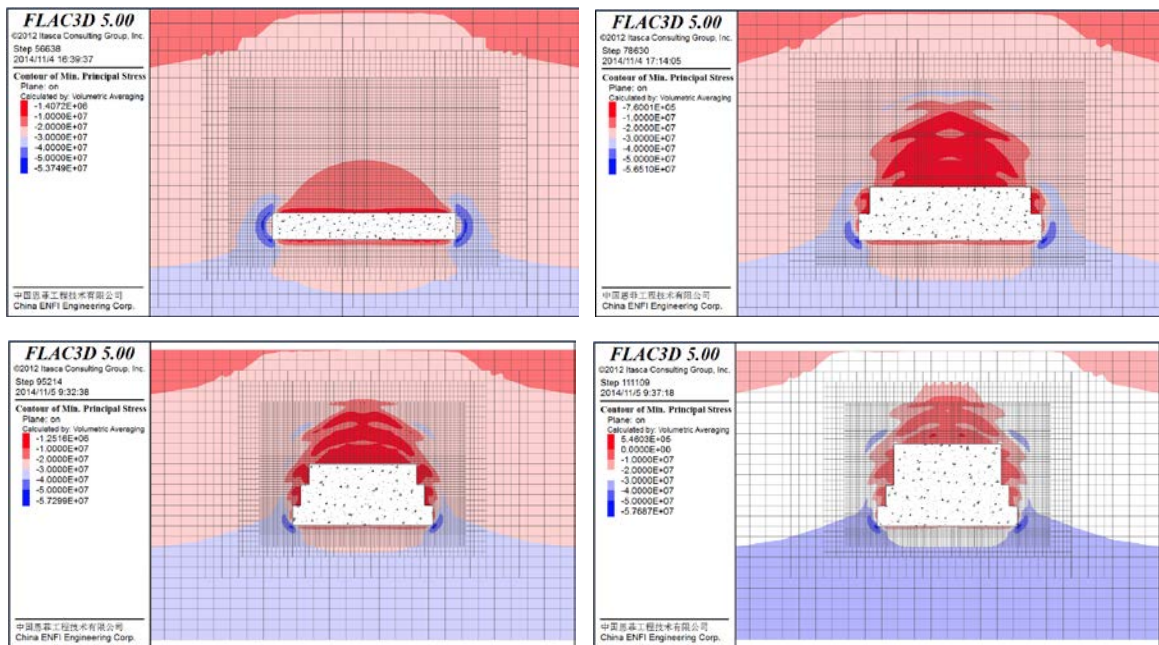 FLAC3D 5.00
©2012 Itasca Consulting Group, Inc.
Step 56638
2014/11/4 16:39:37
Contour of Min. Principal Stress
Plane: on
Calculated by: Volumetric Averaging
-1.4072E+06
-1.0000E+07
-2.0000E+07
-3.0000E+07
-4.0000E+07
-5.0000E+07
-5.3749E+07
中国恩菲工程技术有限公司
China ENFI Engineering Corp.
FLAC3D 5.00
©2012 Itasca Consulting Group, Inc.
Step 78630
2014/11/4 17:14:05
Contour of Min. Principal Stress
Plane: on
Calculated by: Volumetric Averaging
-7.6001E+05
-1.0000E+07
-2.0000E+07
-3.0000E+07
-4.0000E+07
-5.0000E+07
-5.6510E+07
中国恩菲工程技术有限公司
China ENFI Engineering Corp.
FLAC3D 5.00
©2012 Itasca Consulting Group, Inc.
Step 95214
2014/11/5 9:32:38
Contour of Min. Principal Stress
Plane: on
Calculated by: Volumetric Averaging
-1.2516E+06
-1.0000E+07
-2.0000E+07
-3.0000E+07
-4.0000E+07
-5.0000E+07
-5.7299E+07
中国恩菲工程技术有限公司
China ENFI Engineering Corp.
FLAC3D 5.00
©2012 Itasca Consulting Group, Inc.
Step 111109
2014/11/5 9:37:18
Contour of Min. Principal Stress
Plane: on
Calculated by: Volumetric Averaging
5.4603E+05
0.0000E+00
-1.0000E+07
-2.0000E+07
-3.0000E+07
-4.0000E+07
-5.0000E+07
-5.7687E+07
中国恩菲工程技术有限公司
China ENFI Engineering Corp.